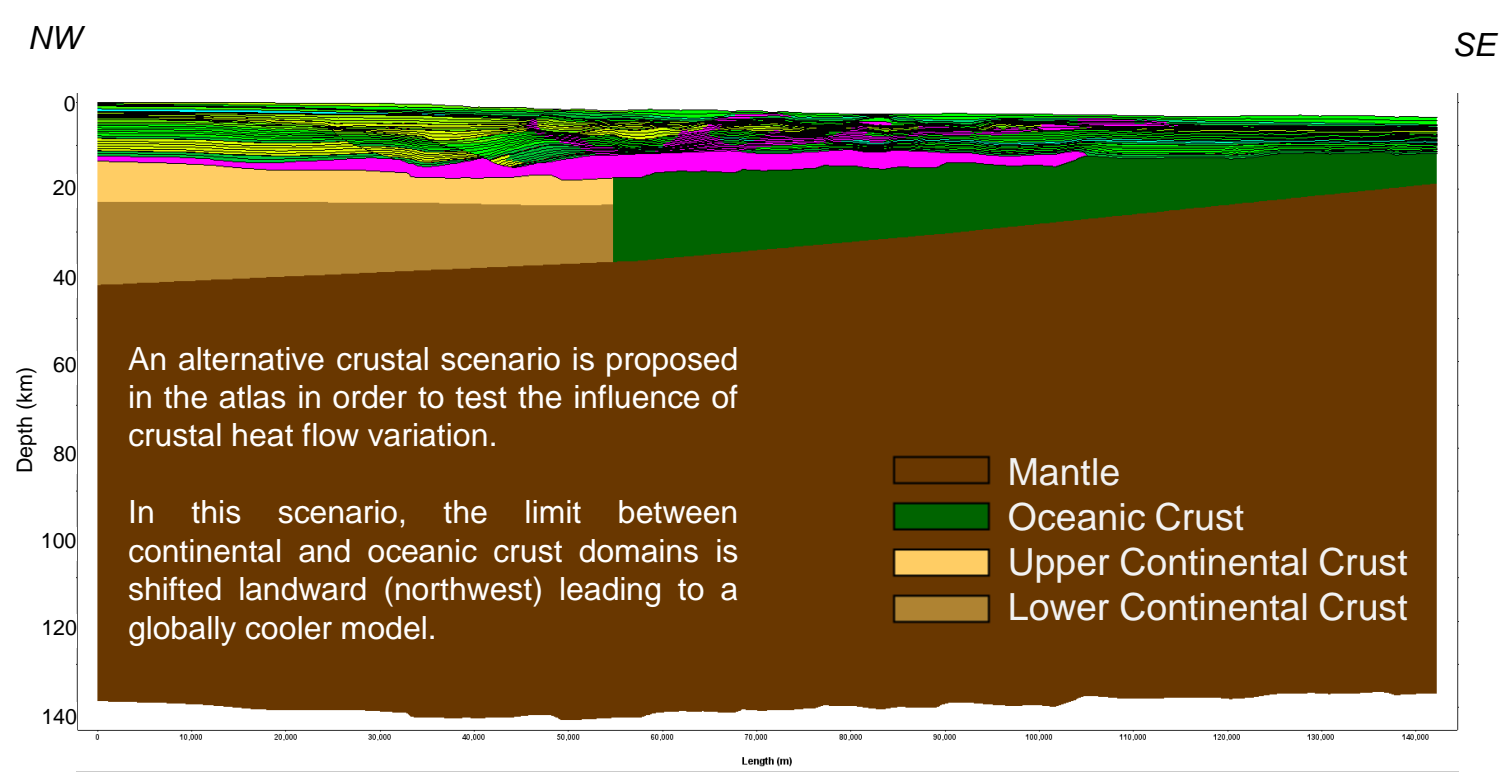 NW
SE
0
20
40
60
80
100
120
140
Depth (km)
An alternative crustal scenario is proposed
in the atlas in order to test the influence of
crustal heat flow variation.
In this scenario, the limit between
continental and oceanic crust domains is
shifted landward (northwest) leading to a
globally cooler model.
Mantle
Oceanic Crust
Upper Continental Crust
Lower Continental Crust
0 10,000 20,000 30,000 40,000 50,000 60,000 70,000 80,000 90,000 100,000 110,000 120,000 130,000 140,000
Length (m)